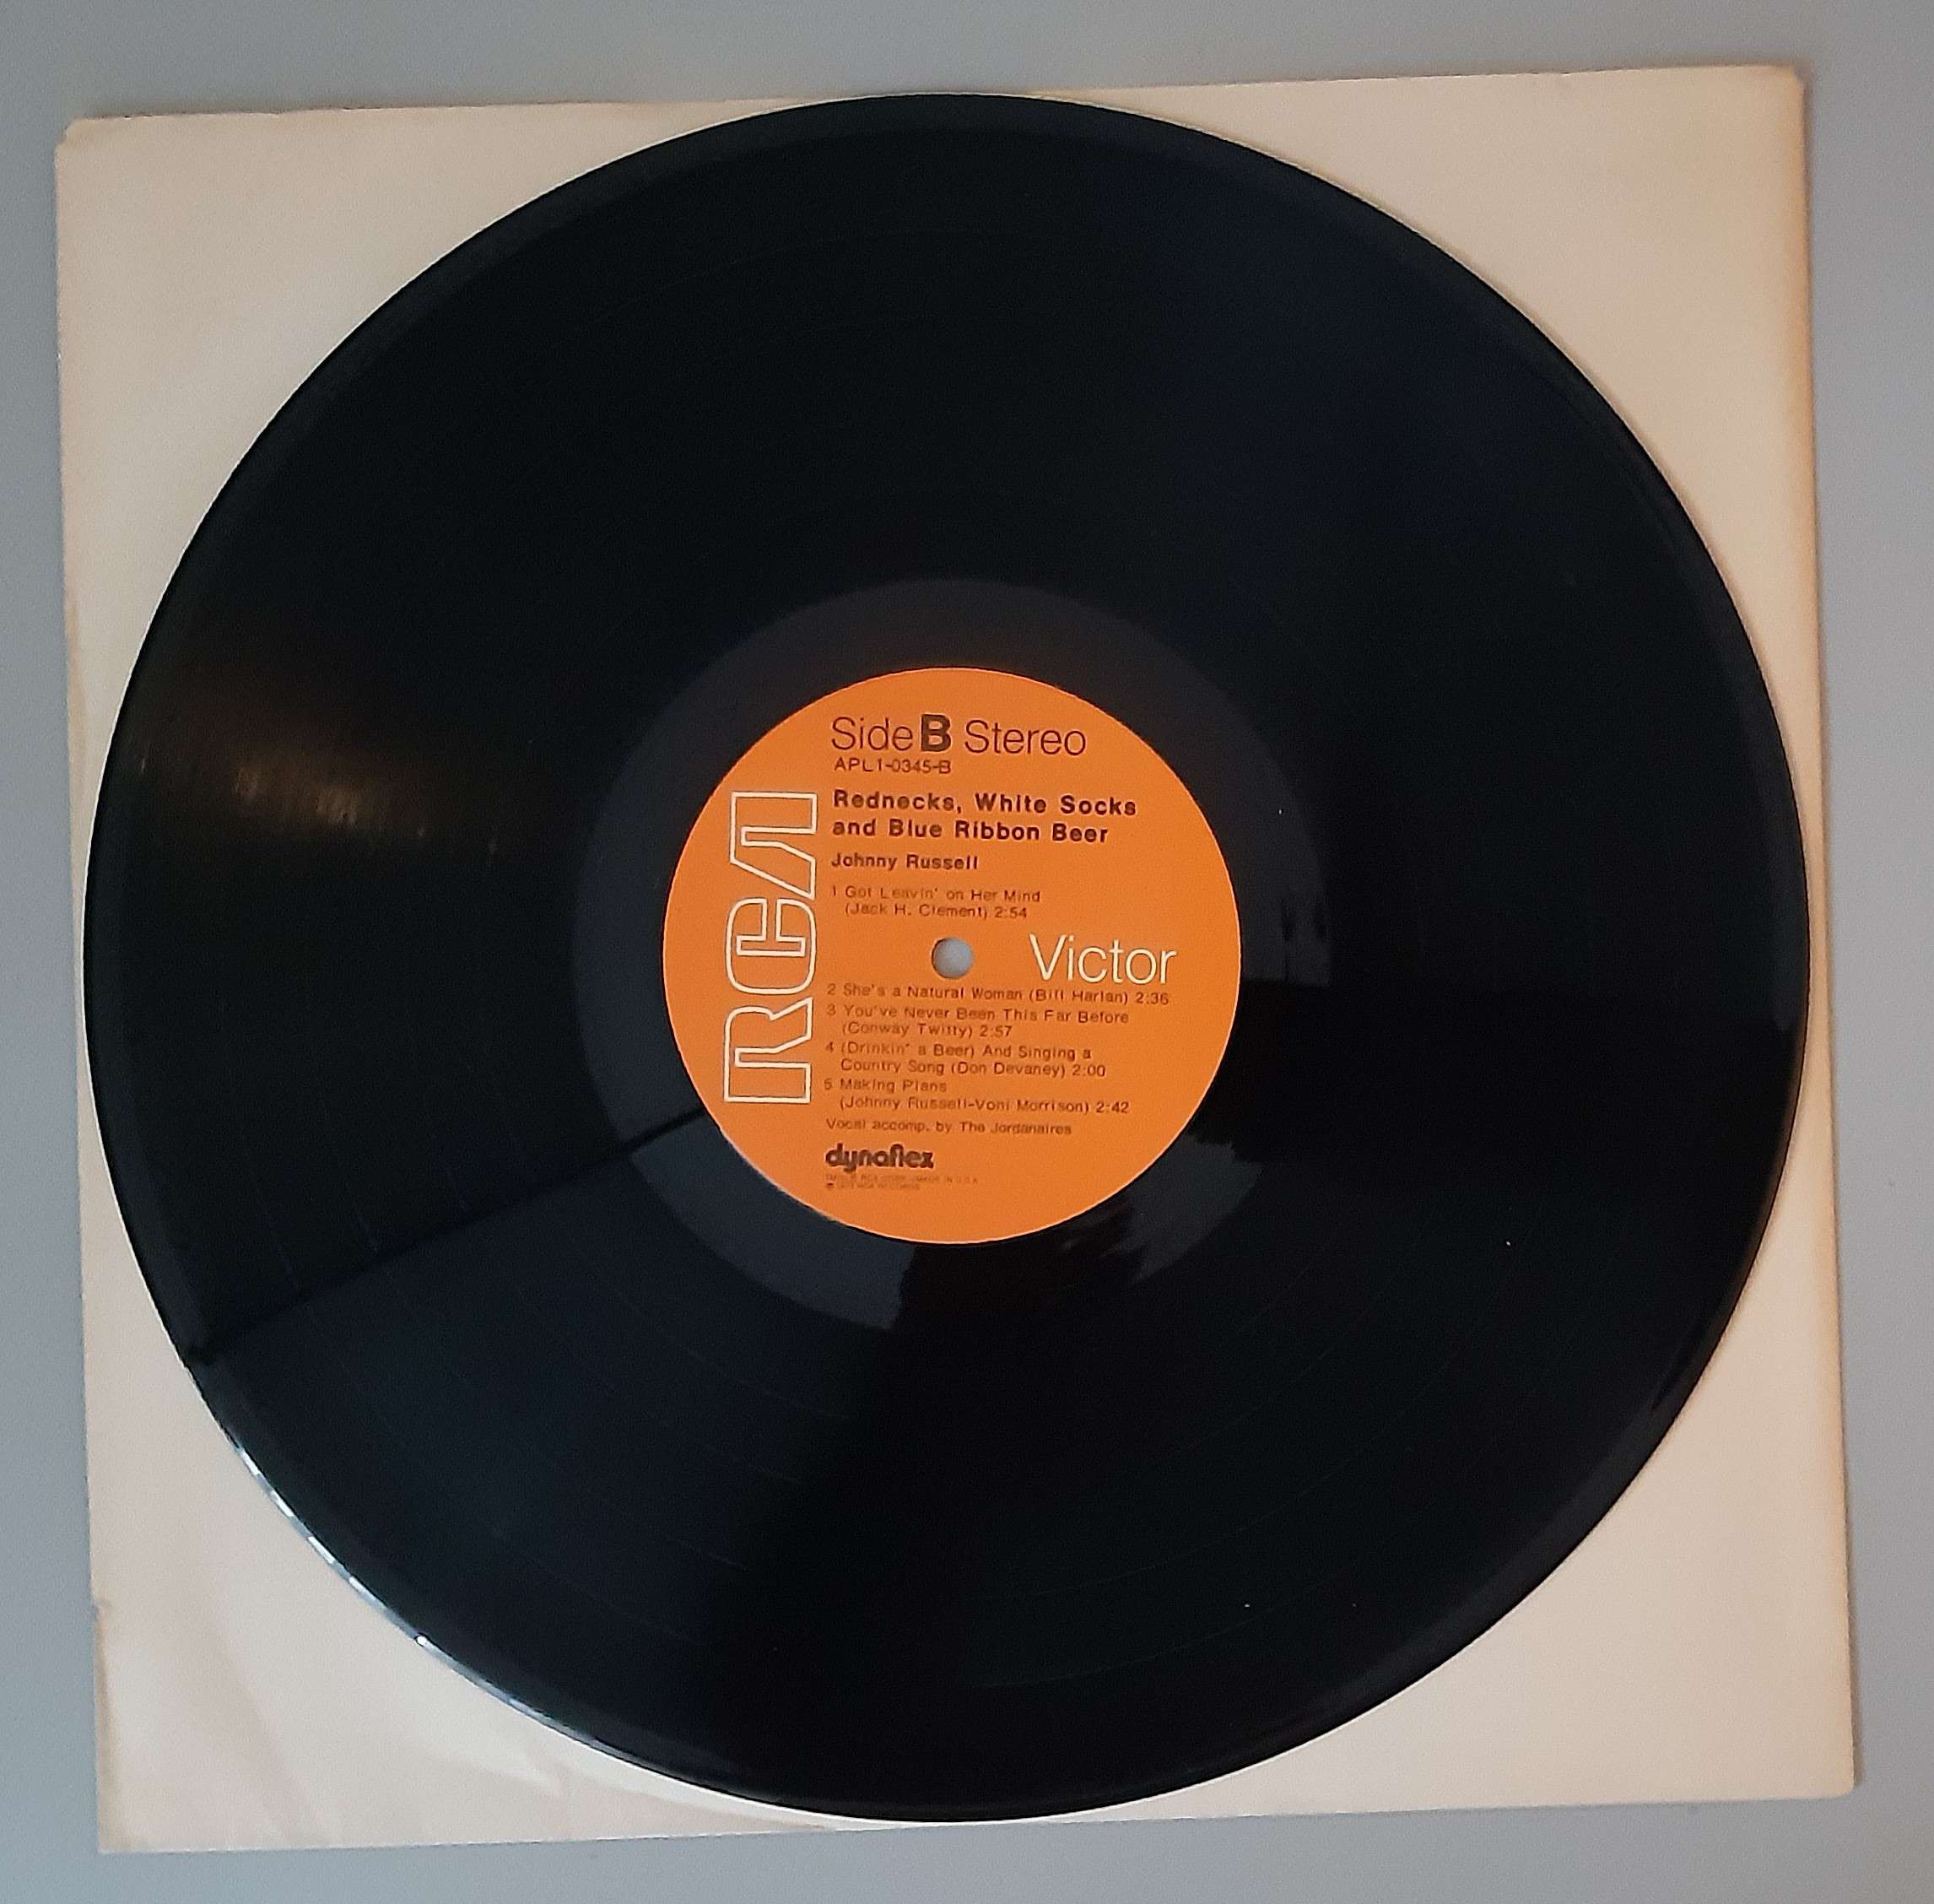 Side B Stereo
APL1-0345-B
Rednecks, White Socks
and Blue Ribbon Beer
Johnny Russell
1 Got Leavin' on Her Mind
(Jack H. Clement) 2:54
RCA
Victor
2 She's a Natural Woman (Bill Harlan) 2:36
3 You've Never Been This Far Before
(Conway Twitty) 2:57
4 (Drinkin' a Beer) And Singing a
Country Song (Don Devaney) 2:00
5 Making Plans
(Johnny Russell-Voni Morrison) 2:42
Vocal accomp. by The Jordanaires
dynaflex
MADE IN U.S.A.